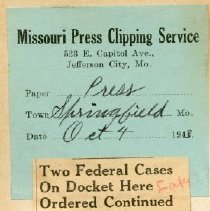 Missouri Press Clipping Service
523 E. Capitol Ave.,
Jefferson City, Mo.
Paper Press
Town Springfield Mo.
Date Oct 4 1948
Two Federal Cases
On Docket Here
Ordered Continued